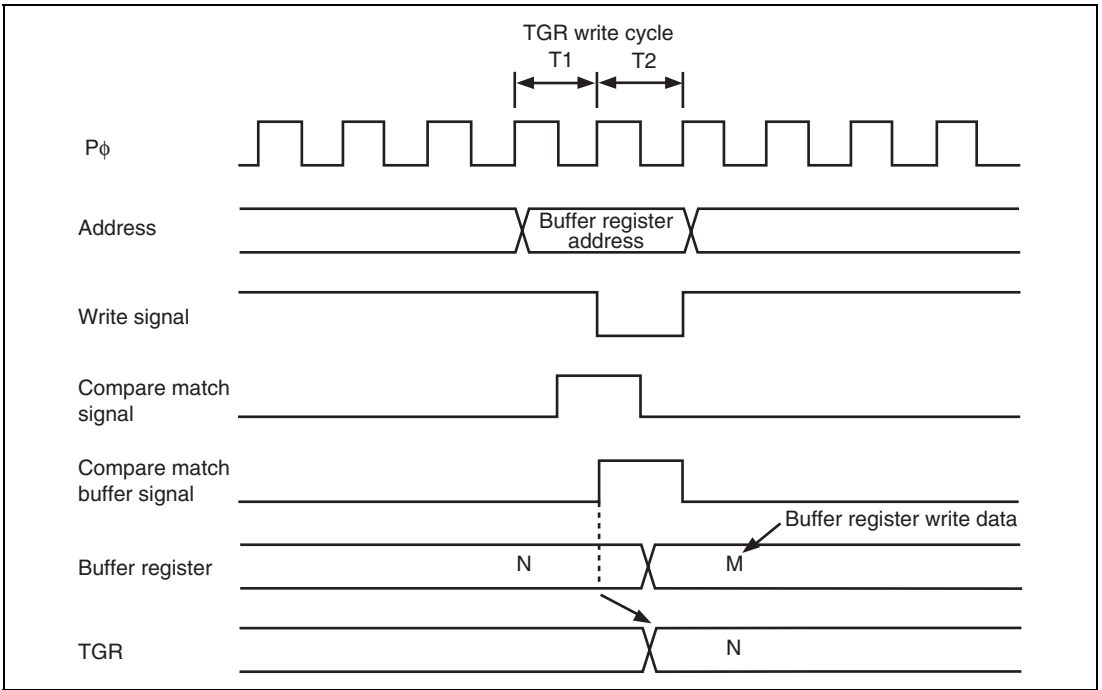 TGR write cycle
T1 T2
Pϕ
Address
Buffer register
address
Write signal
Compare match
signal
Compare match
buffer signal
Buffer register write data
Buffer register
N M
TGR
N